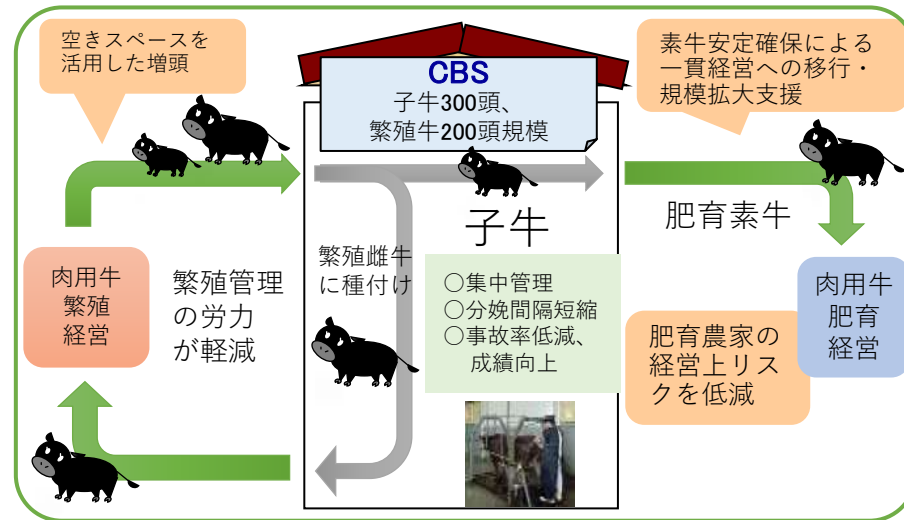 空きスペースを
活用した増頭
CBS
子牛300頭、
繁殖牛200頭規模
素牛安定確保による
一貫経営への移行・
規模拡大支援
子牛
肥育素牛
肉用牛
繁殖
経営
繁殖管理
の労力
が軽減
繁殖雌牛
に種付け
○集中管理
○分娩間隔短縮
○事故率低減、
成績向上
肥育農家の
経営上リス
クを低減
肉用牛
肥育
経営